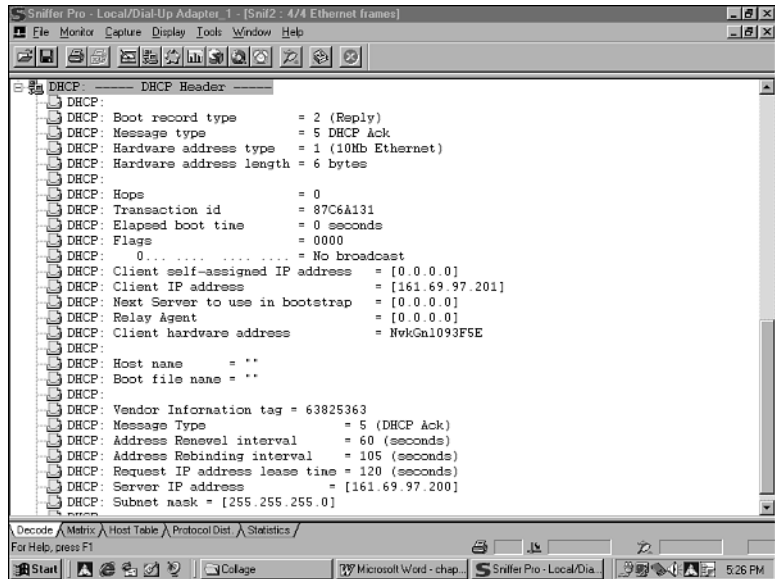 Sniffer Pro - Local/Dial-Up Adapter_1 - [Snif2 : 4/4 Ethernet frames]
File Monitor Capture Display Tools Window Help
DHCP: ----- DHCP Header -----
DHCP:
DHCP: Boot record type = 2 (Reply)
DHCP: Message type = 5 DHCP Ack
DHCP: Hardware address type = 1 (10Mb Ethernet)
DHCP: Hardware address length = 6 bytes
DHCP:
DHCP: Hops = 0
DHCP: Transaction id = 87C6A131
DHCP: Elapsed boot time = 0 seconds
DHCP: Flags = 0000
DHCP: 0... .... .... .... = No broadcast
DHCP: Client self-assigned IP address = [0.0.0.0]
DHCP: Client IP address = [161.69.97.201]
DHCP: Next Server to use in bootstrap = [0.0.0.0]
DHCP: Relay Agent = [0.0.0.0]
DHCP: Client hardware address = NwkGnl093F5E
DHCP:
DHCP: Host name = ""
DHCP: Boot file name = ""
DHCP:
DHCP: Vendor Information tag = 63825363
DHCP: Message Type = 5 (DHCP Ack)
DHCP: Address Renewel interval = 60 (seconds)
DHCP: Address Rebinding interval = 105 (seconds)
DHCP: Request IP address lease time = 120 (seconds)
DHCP: Server IP address = [161.69.97.200]
DHCP: Subnet mask = [255.255.255.0]
Decode Matrix Host Table Protocol Dist. Statistics
For Help, press F1
Start Collage Microsoft Word - chap... Sniffer Pro - Local/Dia... 5:26 PM